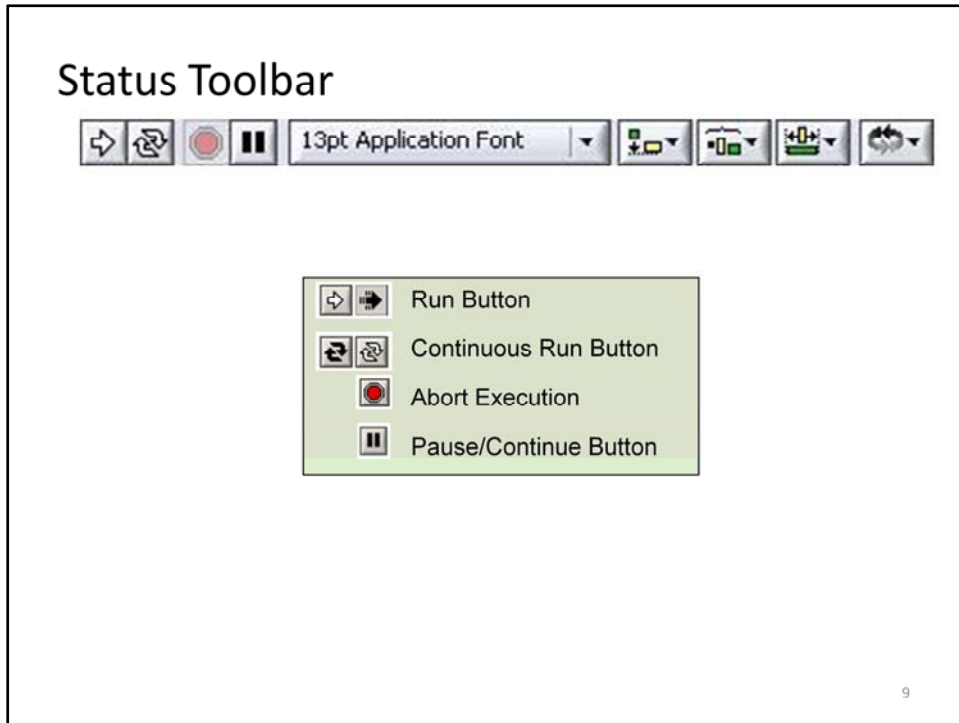 Status Toolbar
13pt Application Font
Run Button
Continuous Run Button
Abort Execution
Pause/Continue Button
9